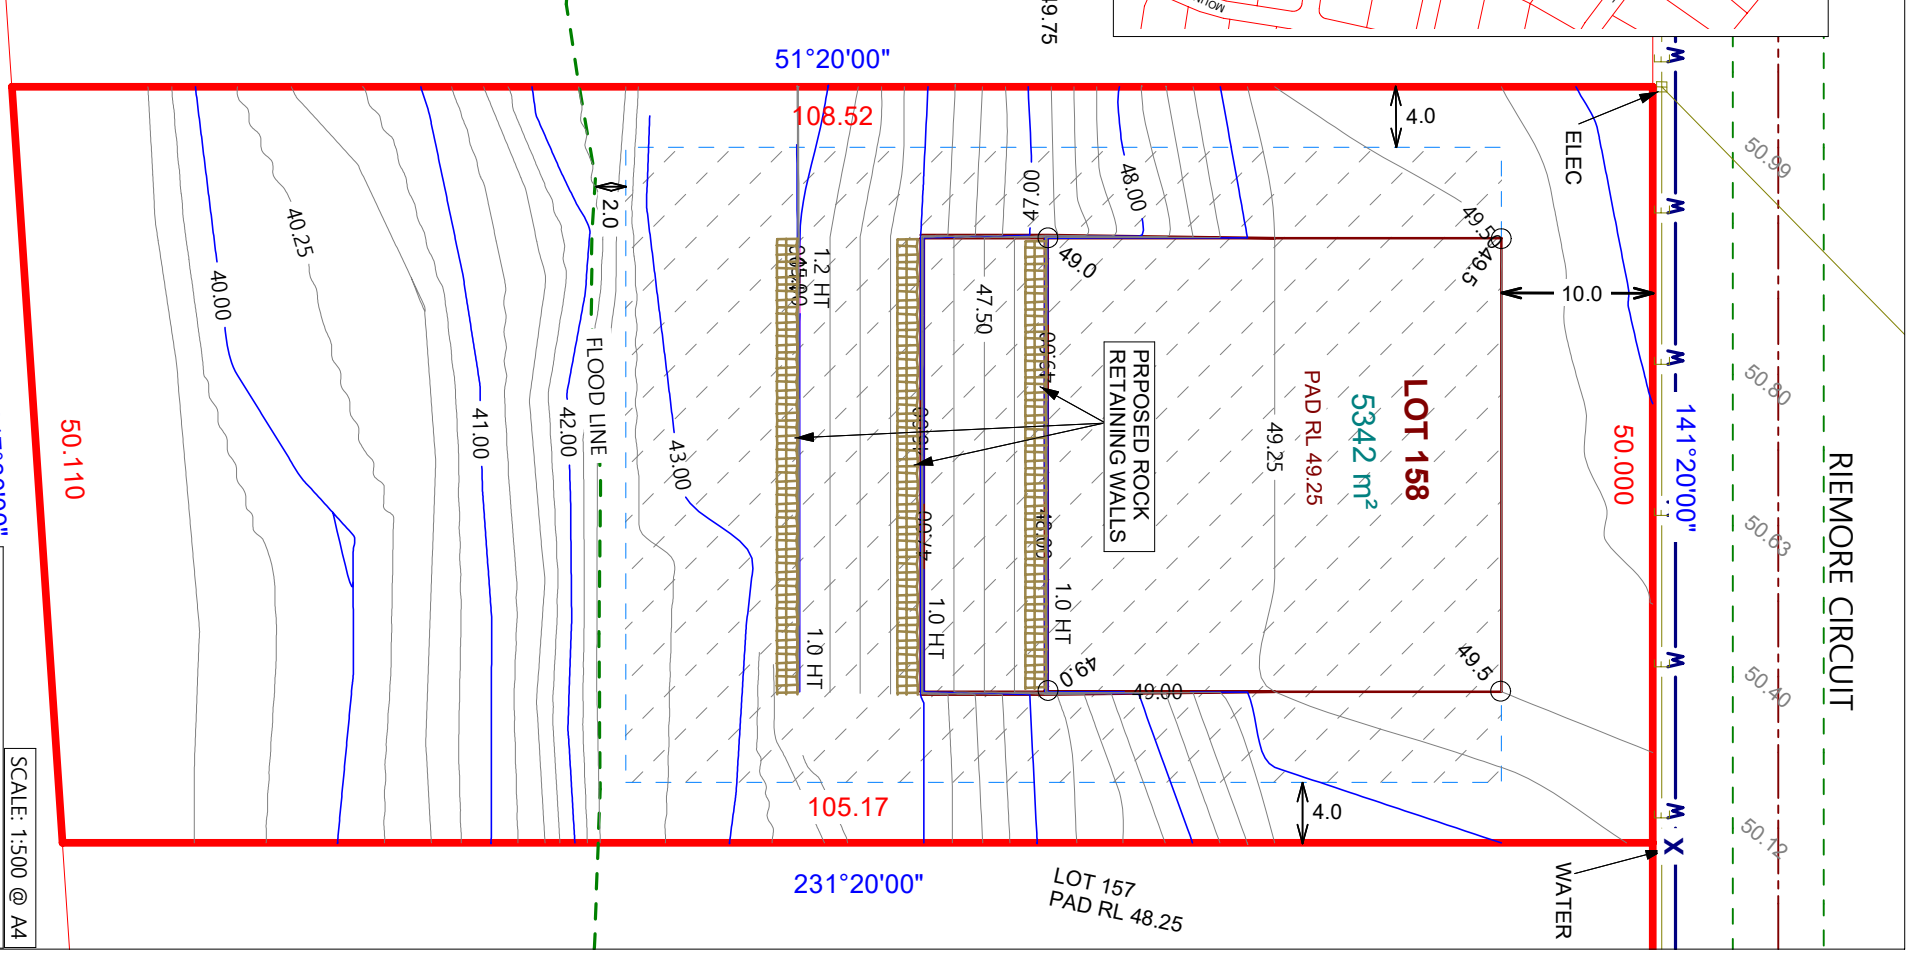 49.75
51°20'00"
108.52
4.0
ELEC
50.99
50.80
50.63
50.40
50.12
RIEMORE CIRCUIT
141°20'00"
50.000
10.0
49.50
49.5
49.0
48.00
47.00
2.0
1.2 HT
47.50
40.25
40.00
41.00
42.00
FLOOD LINE
43.00
50.110
PRPOSED ROCK
RETAINING WALLS
LOT 158
5342 m²
PAD RL 49.25
49.25
47.00
48.00
1.0 HT
1.0 HT
1.0 HT
49.0
49.00
49.5
105.17
4.0
231°20'00"
LOT 157
PAD RL 48.25
WATER
SCALE: 1:500 @ A4
W
W
W
W
W
X